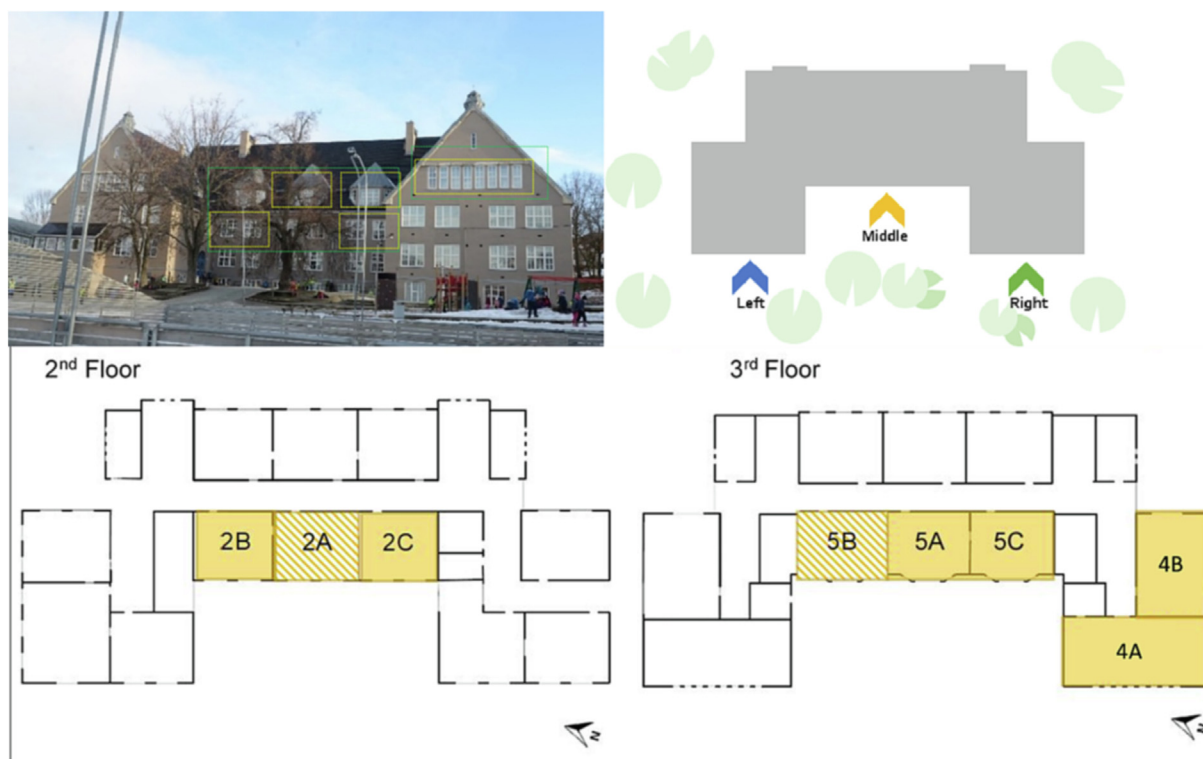 Middle
Left
Right
2nd Floor
3rd Floor
2B
2A
2C
5B
5A
5C
4B
4A
N
N